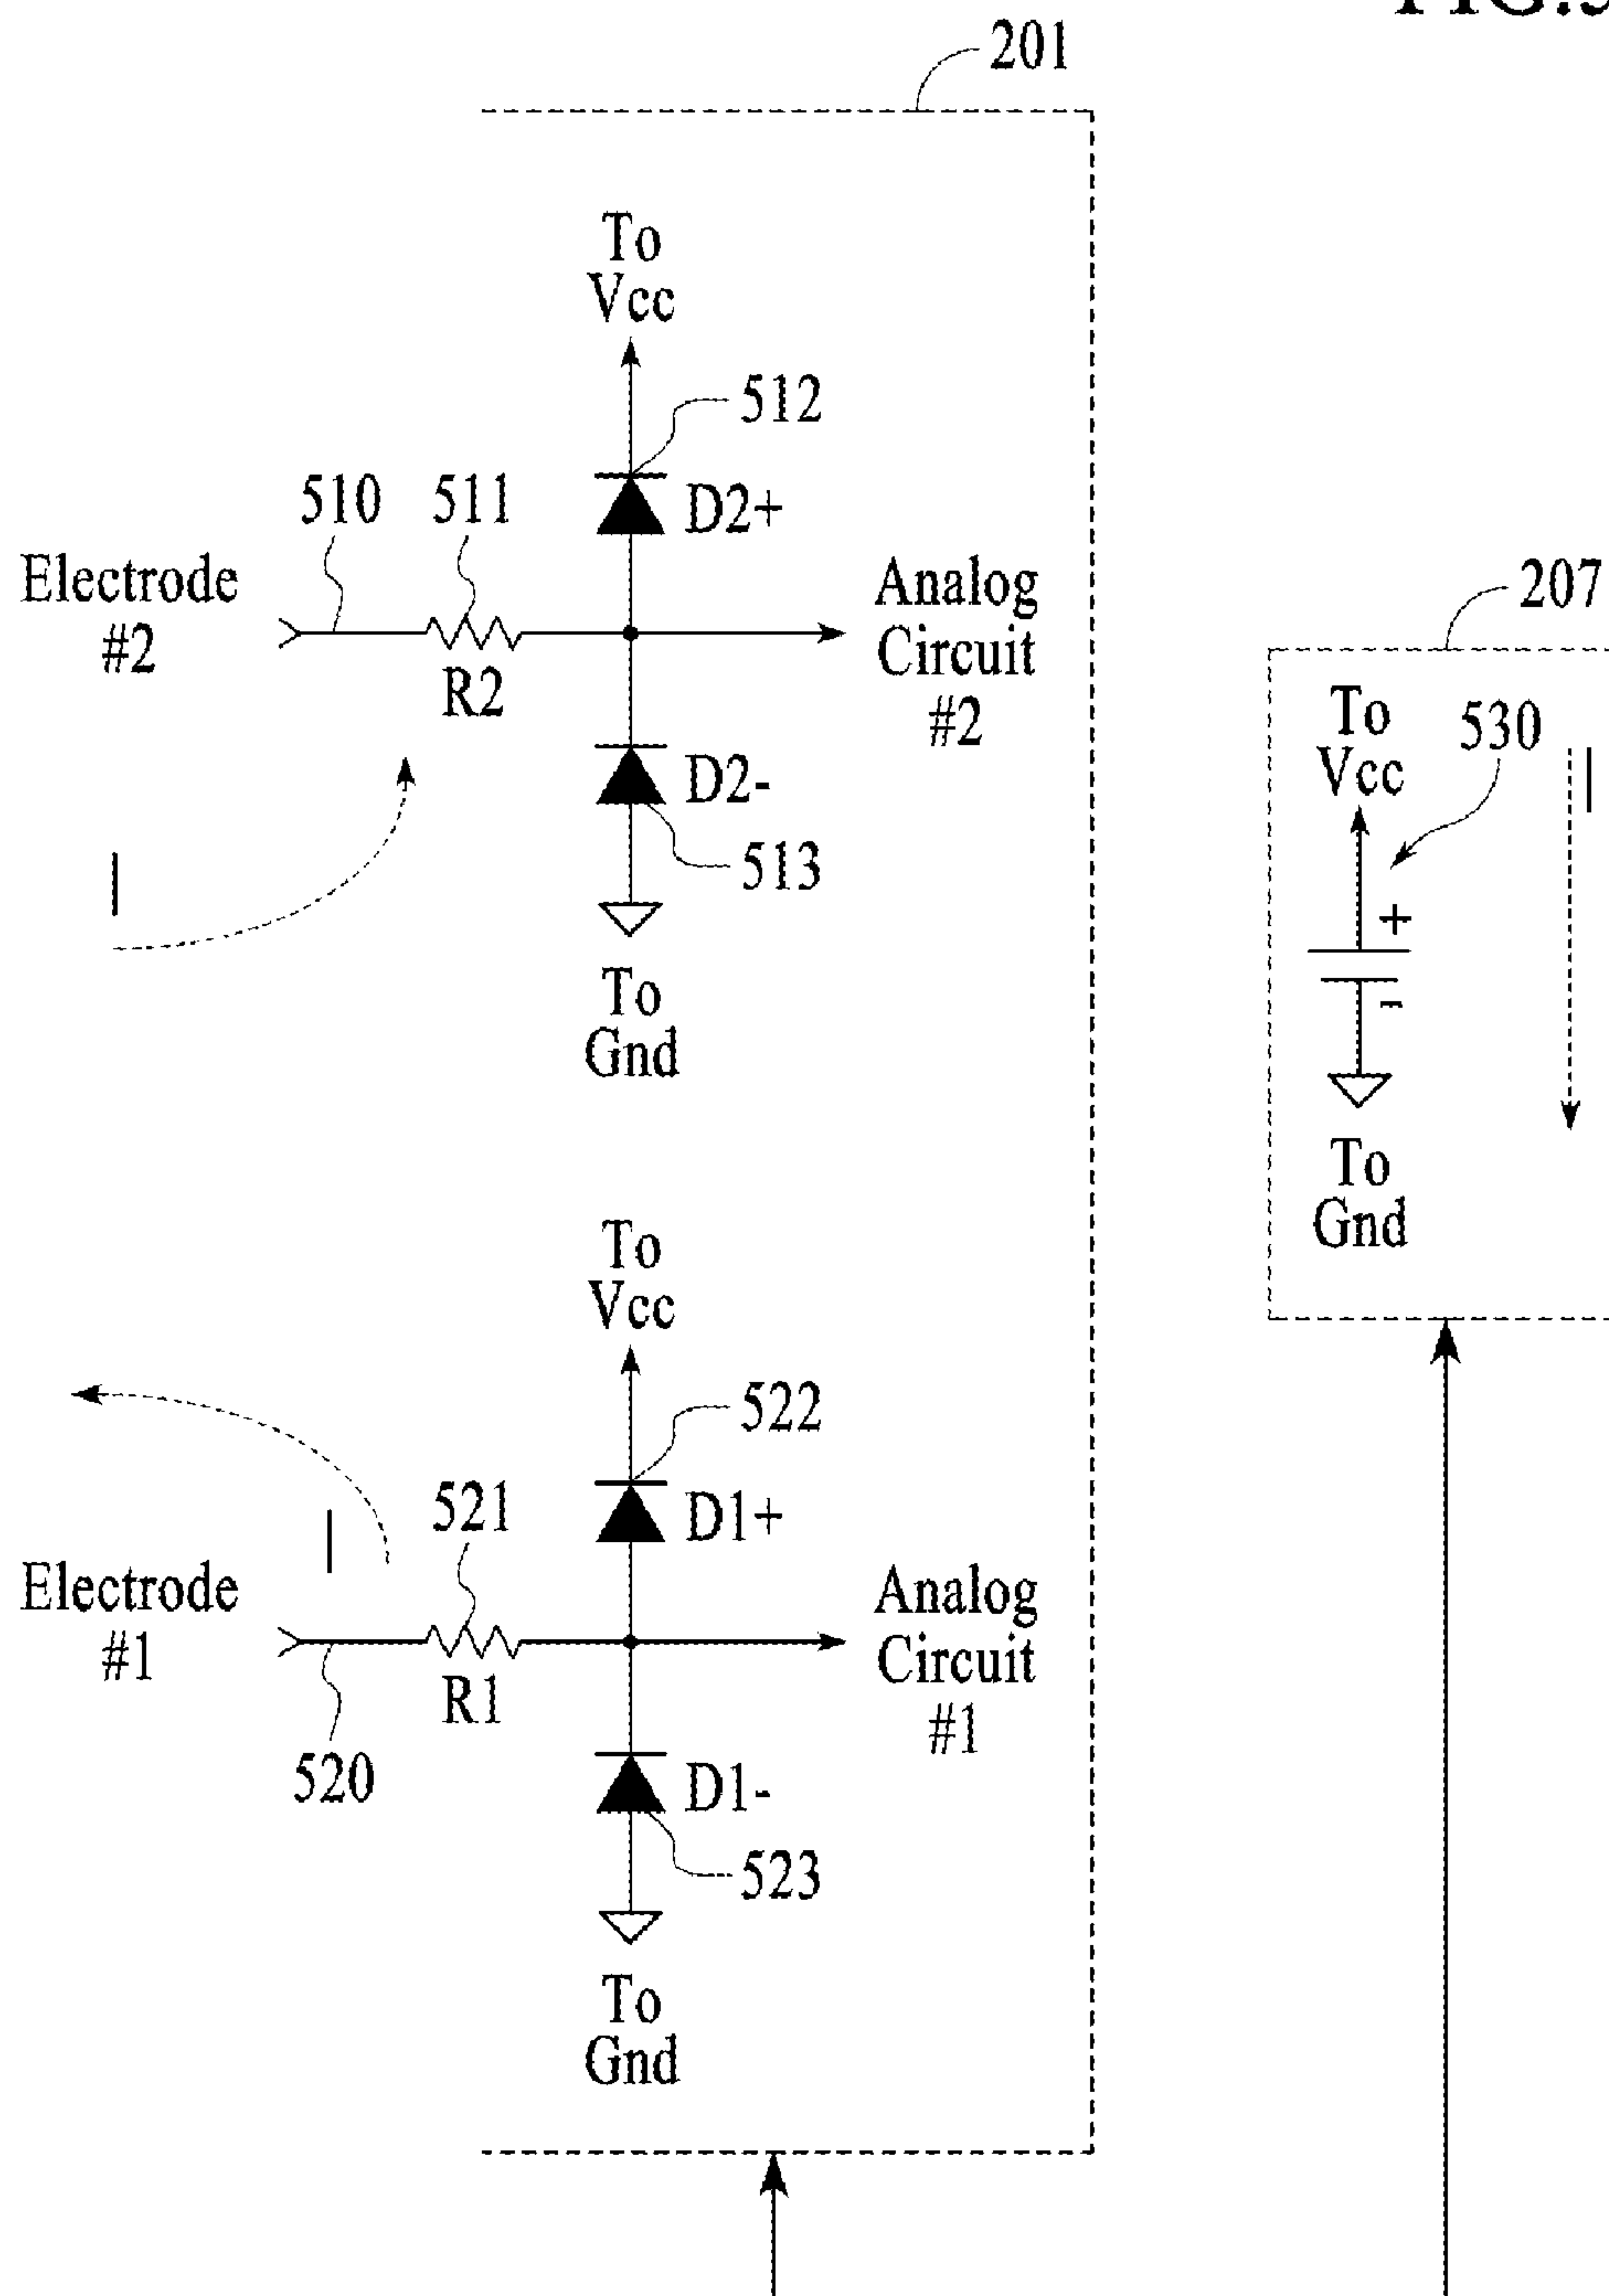 FIG.5
201
To
Vcc
512
510
511
D2+
Electrode
#2
R2
Analog
Circuit
#2
D2-
513
I
To
Gnd
207
To
Vcc
530
I
+
-
To
Gnd
To
Vcc
522
521
D1+
I
Electrode
#1
R1
Analog
Circuit
#1
520
D1-
523
To
Gnd